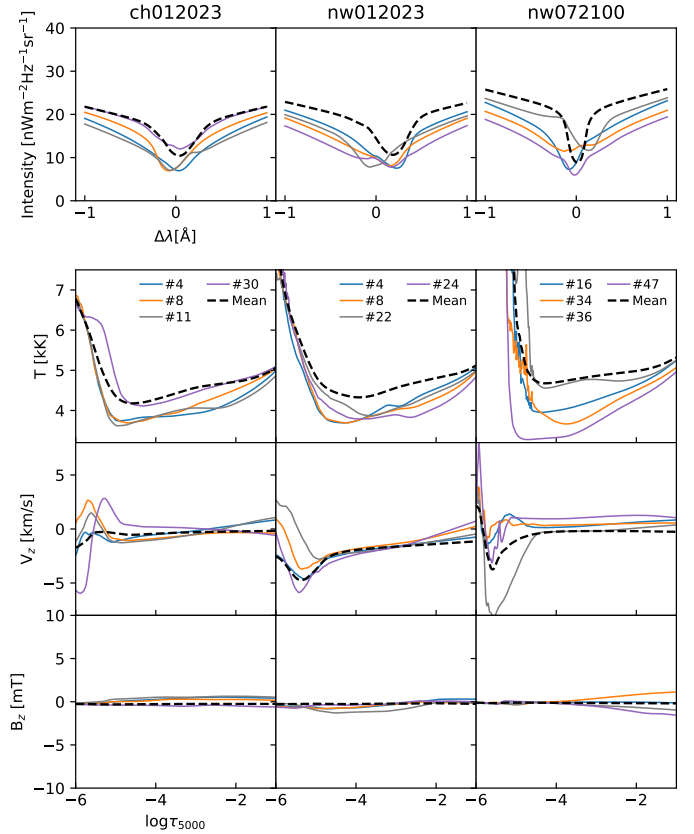 ch012023 nw012023 nw072100
Intensity [nWm−2Hz−1sr−1]
40
30
20
10
0
−1 0 1 −1 0 1 −1 0 1
Δλ[Å]
T [kK]
7
6
5
4
#4 #30
#8 Mean
#11
#4 #24
#8 Mean
#22
#16 #47
#34 Mean
#36
Vz [km/s]
5
0
−5
Bz [mT]
10
5
0
−5
−10
−6 −4 −2 −6 −4 −2 −6 −4 −2
logτ5000